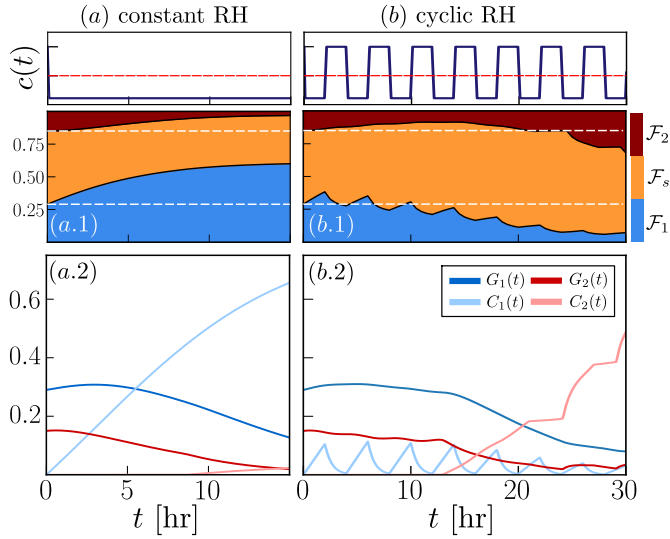 (a) constant RH
(b) cyclic RH
c(t)
0.75
0.50
0.25
(a.1)
(b.1)
F₂
Fₛ
F₁
(a.2)
(b.2)
G₁(t)
G₂(t)
C₁(t)
C₂(t)
0.6
0.4
0.2
0
5
10
t [hr]
0
10
20
30
t [hr]